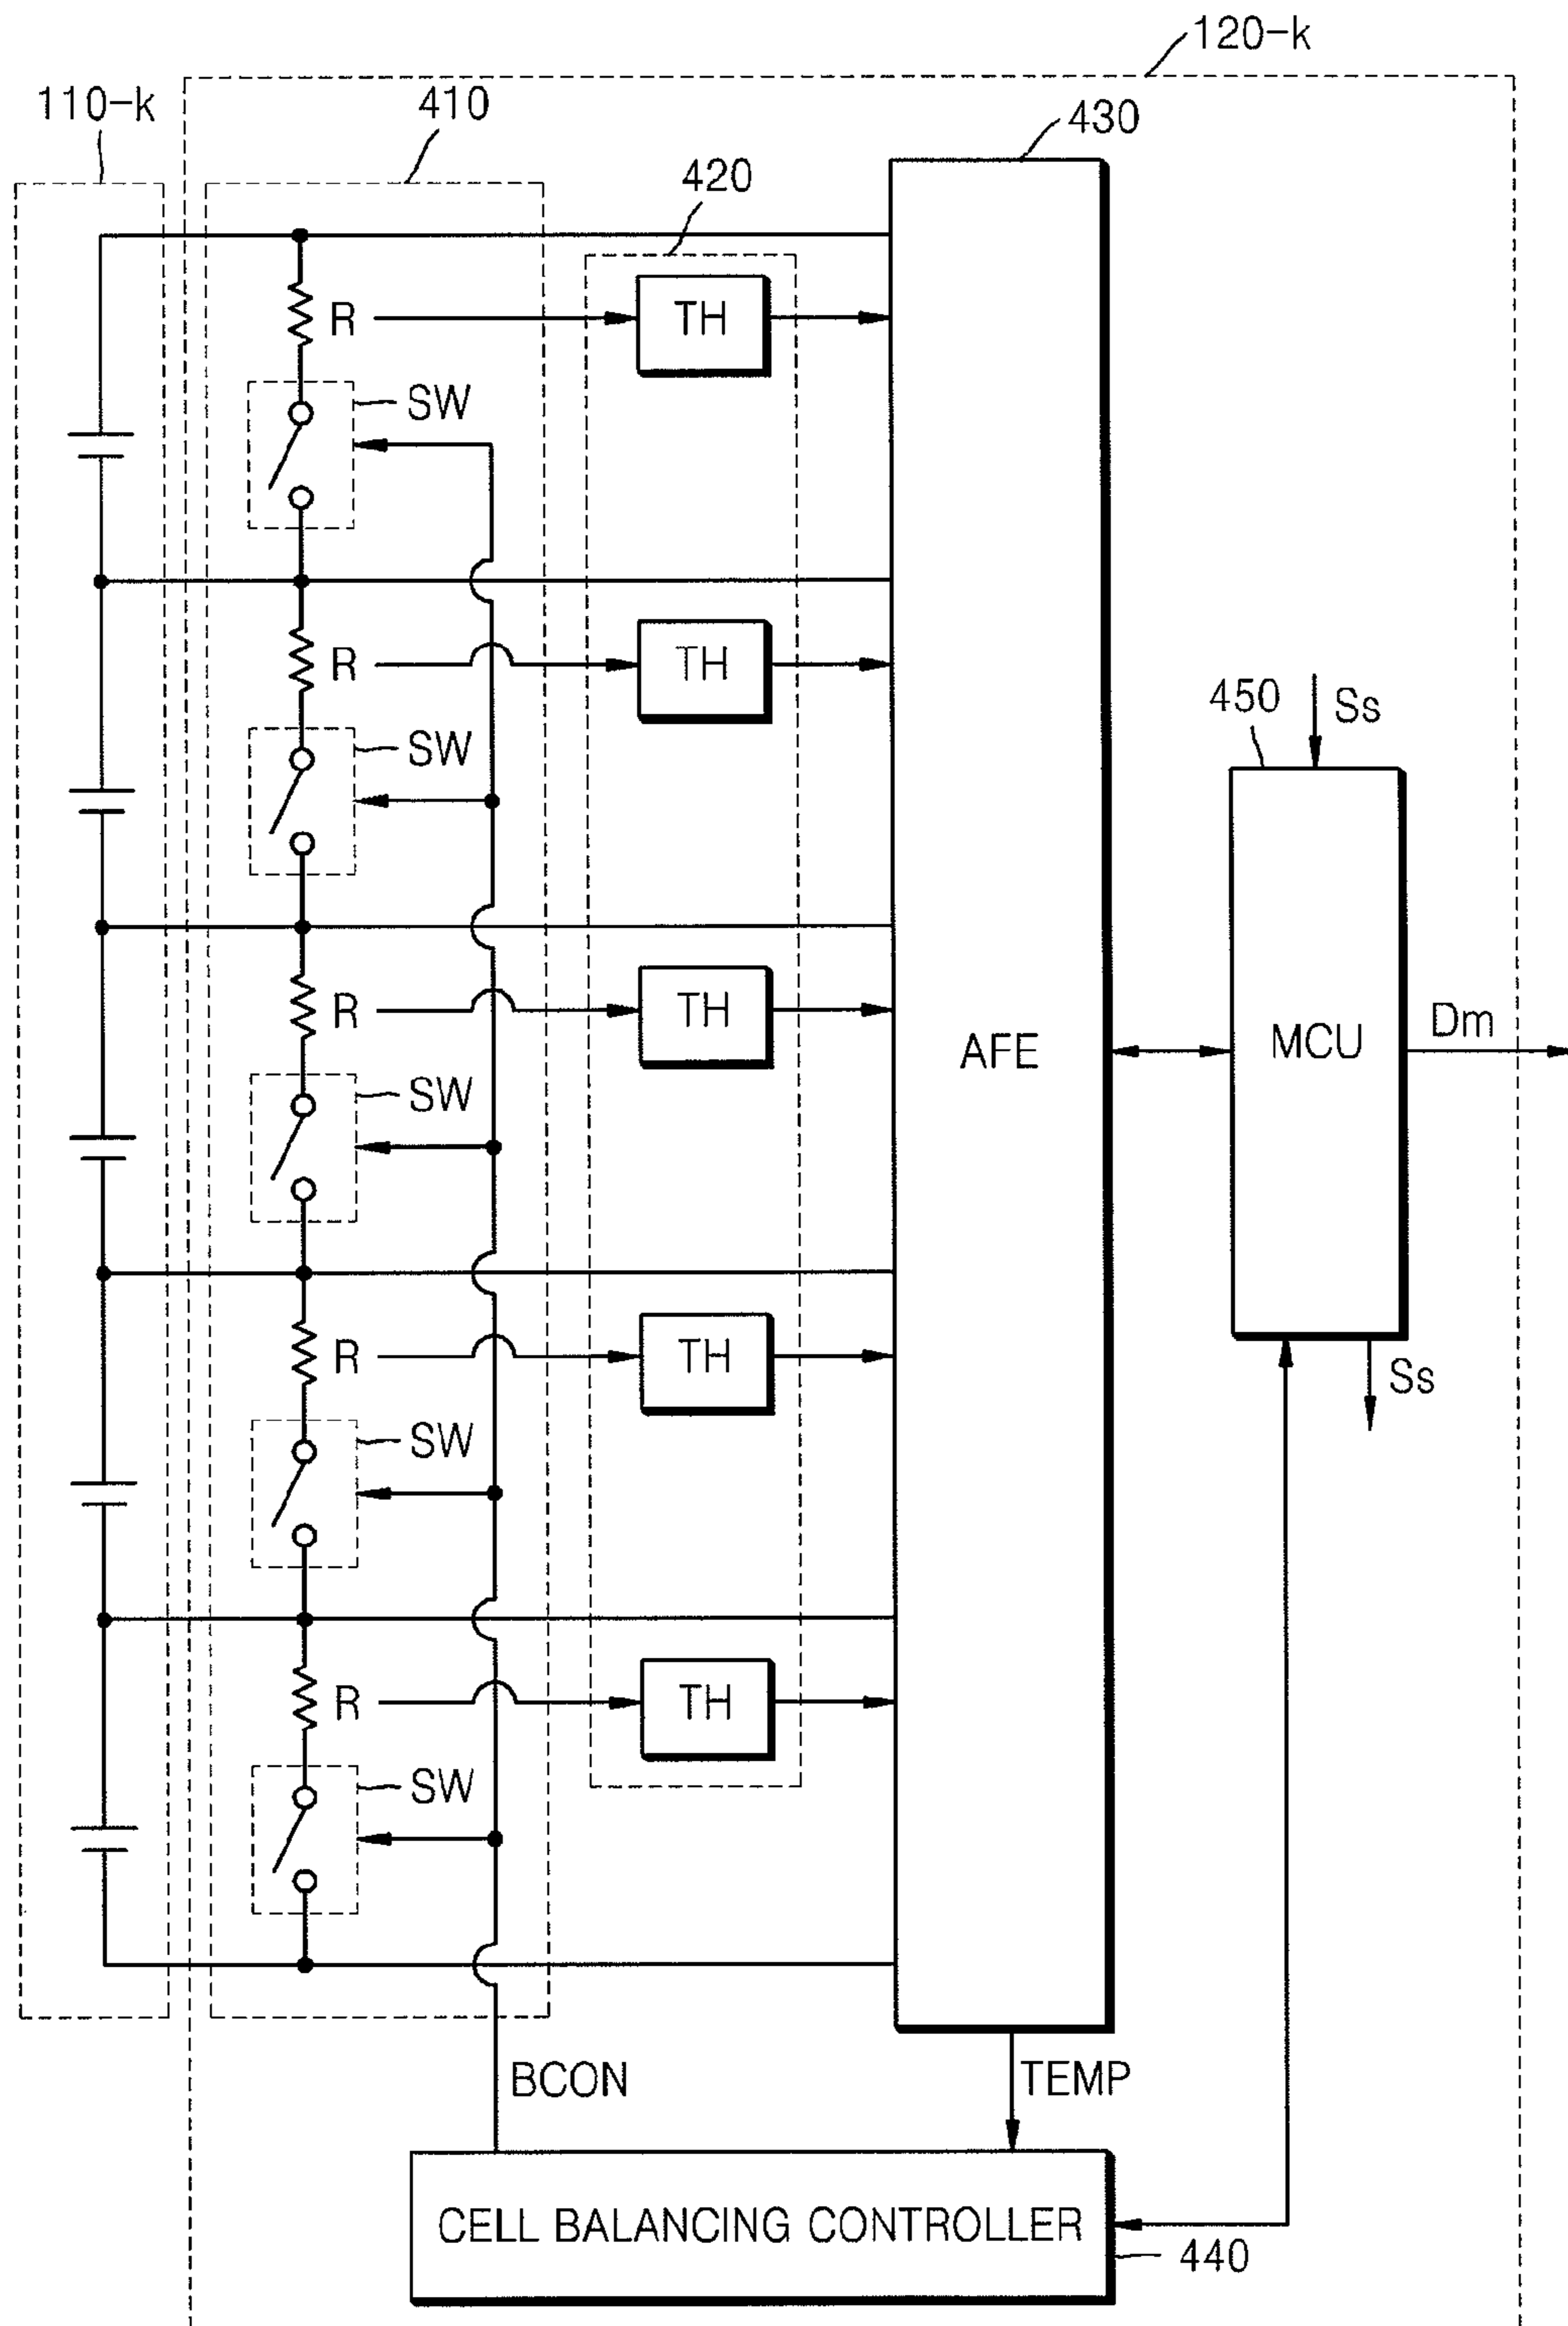 120-k
110-k
410
430
420
R
TH
SW
R
TH
SW
450
Ss
R
TH
AFE
MCU
Dm
SW
R
TH
Ss
SW
R
TH
SW
BCON
TEMP
CELL BALANCING CONTROLLER
440